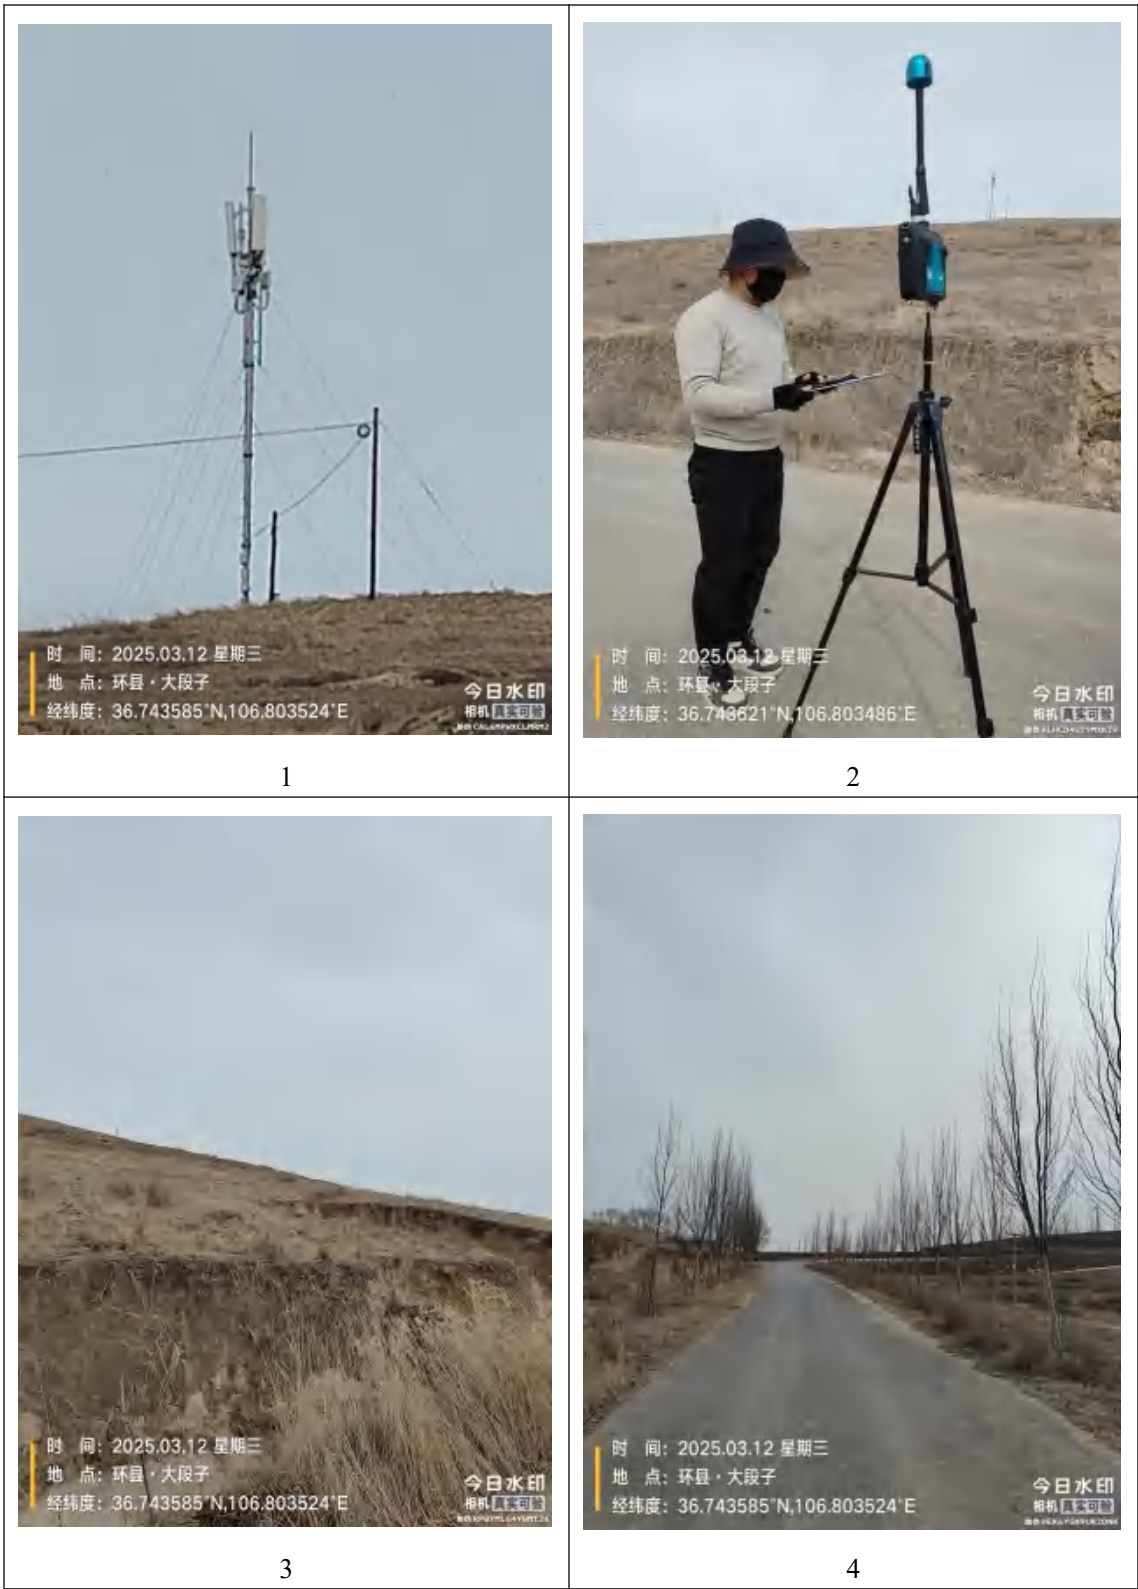 时 间：2025.03.12 星期三
地 点：环县·大段子
经纬度：36.743585°N,106.803524°E
今日水印
相机 真实可验
1
时 间：2025.03.12 星期三
地 点：环县·大段子
经纬度：36.743621°N,106.803486°E
今日水印
相机 真实可验
2
时 间：2025.03.12 星期三
地 点：环县·大段子
经纬度：36.743585°N,106.803524°E
今日水印
相机 真实可验
3
时 间：2025.03.12 星期三
地 点：环县·大段子
经纬度：36.743585°N,106.803524°E
今日水印
相机 真实可验
4